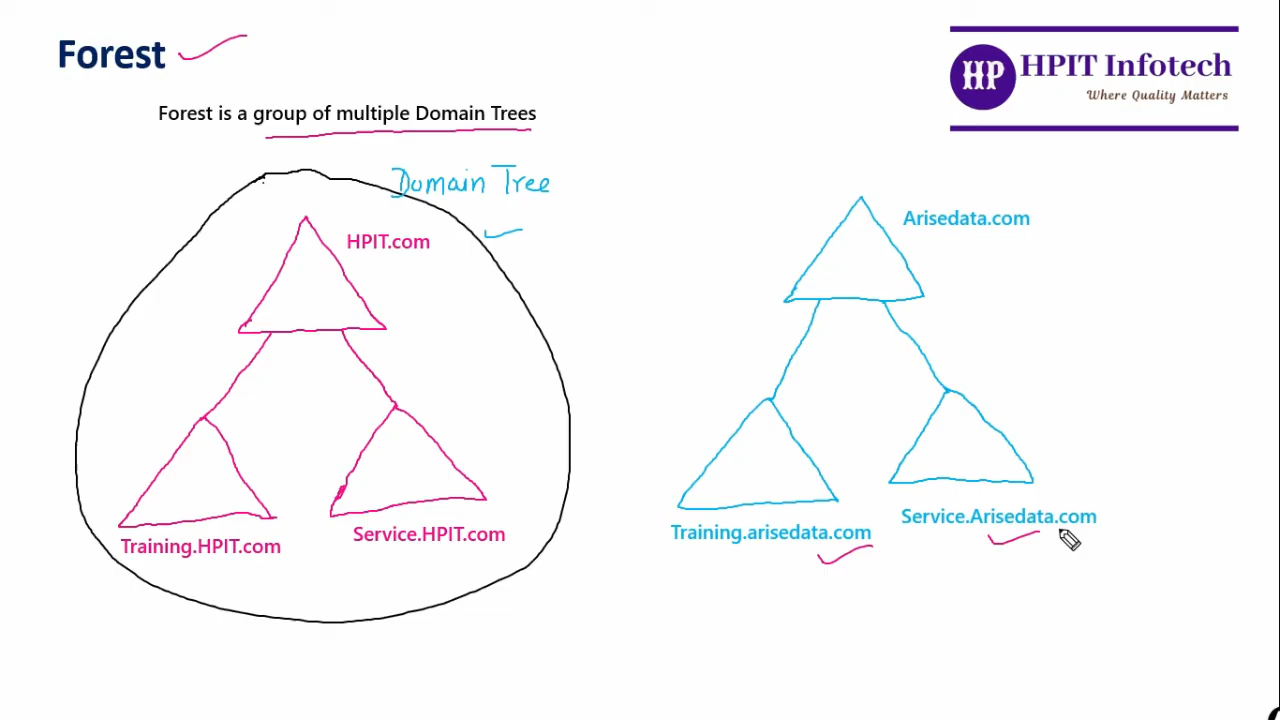 Forest
HP HPIT Infotech
Where Quality Matters
Forest is a group of multiple Domain Trees
Domain Tree
HPIT.com
Arisedata.com
Training.HPIT.com
Service.HPIT.com
Training.arisedata.com
Service.Arisedata.com